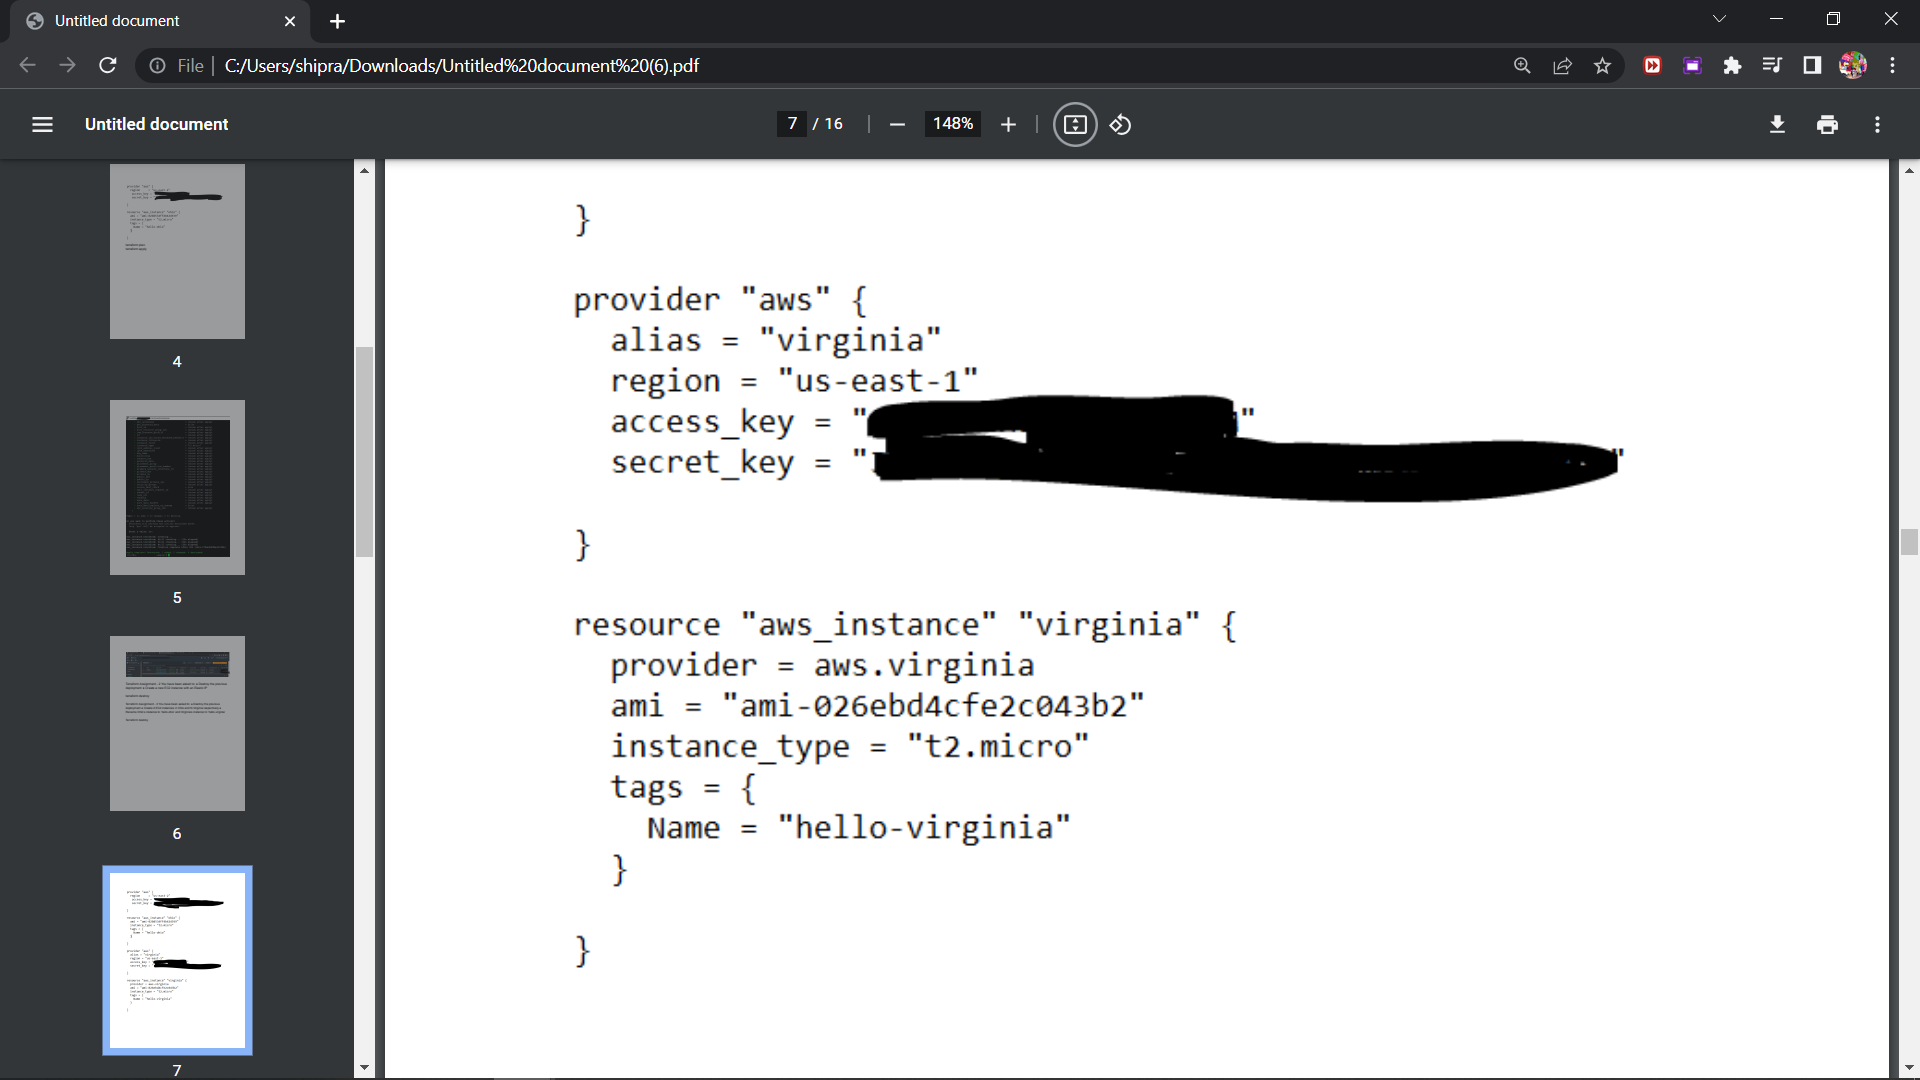 Untitled document
File
C:/Users/shipra/Downloads/Untitled%20document%20(6).pdf
Untitled document
7 / 16
148%
4
5
6
7
}
provider "aws" {
alias = "virginia"
region = "us-east-1"
access_key = " "
secret_key = " "
}
resource "aws_instance" "virginia" {
provider = aws.virginia
ami = "ami-026ebd4cfe2c043b2"
instance_type = "t2.micro"
tags = {
Name = "hello-virginia"
}
}